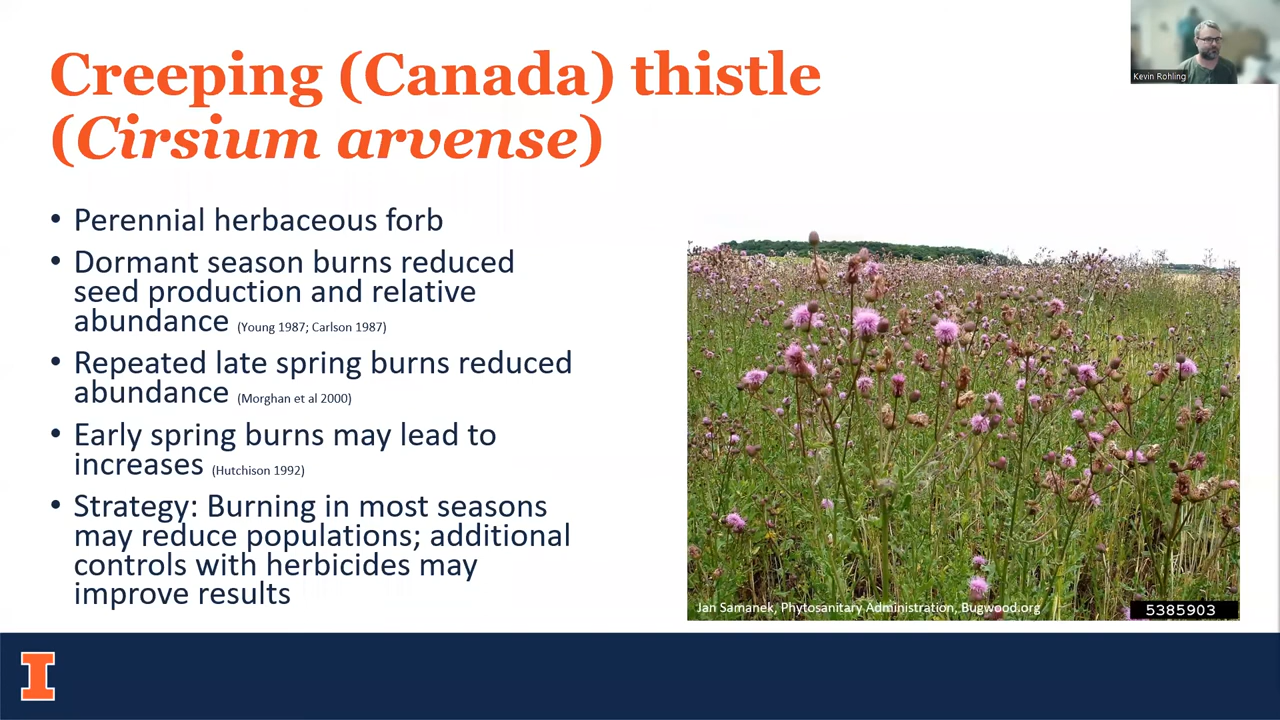 Creeping (Canada) thistle
(Cirsium arvense)
Kevin Rohling
• Perennial herbaceous forb
• Dormant season burns reduced
seed production and relative
abundance (Young 1987; Carlson 1987)
• Repeated late spring burns reduced
abundance (Morghan et al 2000)
• Early spring burns may lead to
increases (Hutchison 1992)
• Strategy: Burning in most seasons
may reduce populations; additional
controls with herbicides may
improve results
Jan Samanek, Phytosanitary Administration, Bugwood.org
5385903
I